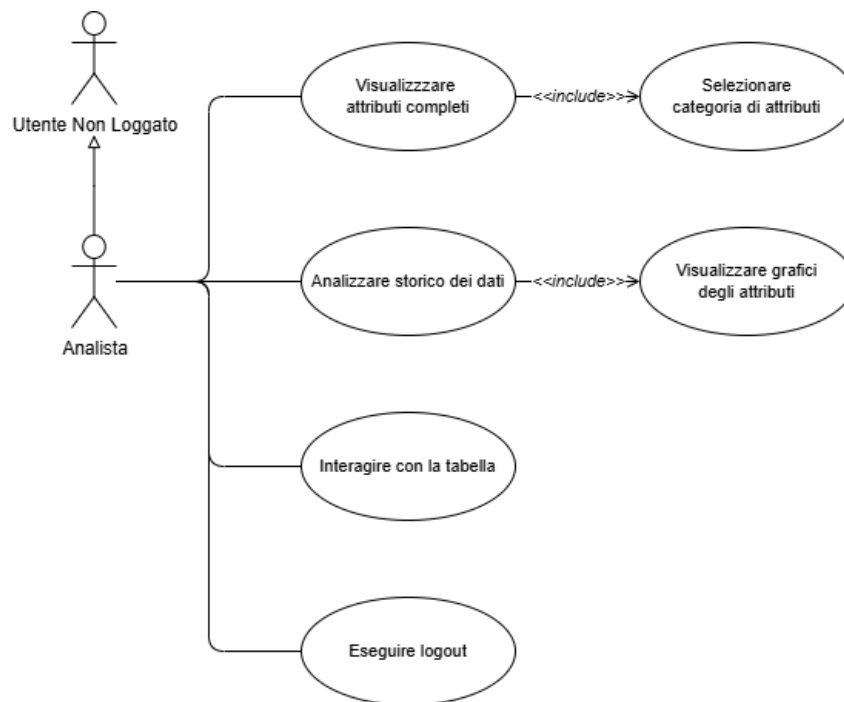 Utente Non Loggato
Analista
Visualizzzare
attributi completi
<<include>>
Selezionare
categoria di attributi
Analizzare storico dei dati
<<include>>
Visualizzare grafici
degli attributi
Interagire con la tabella
Eseguire logout